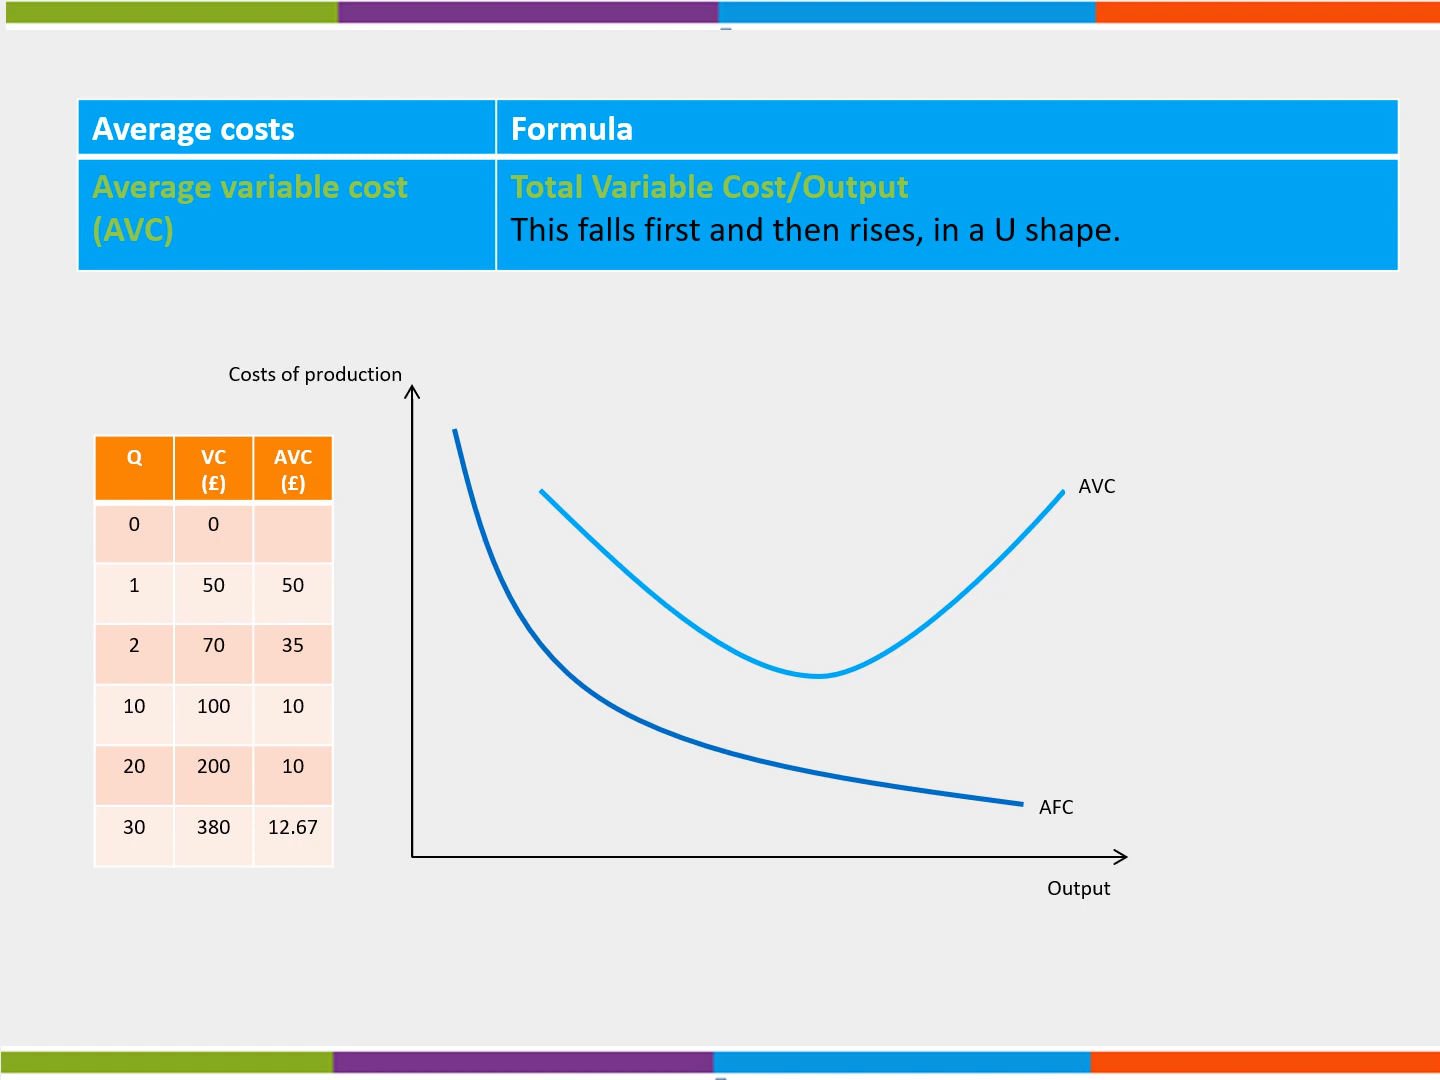 Average costs Formula
Average variable cost Total Variable Cost/Output
(AVC) This falls first and then rises, in a U shape.
Costs of production
Q VC AVC
(£) (£)
0 0
1 50 50
2 70 35
10 100 10
20 200 10
30 380 12.67
AVC
AFC
Output